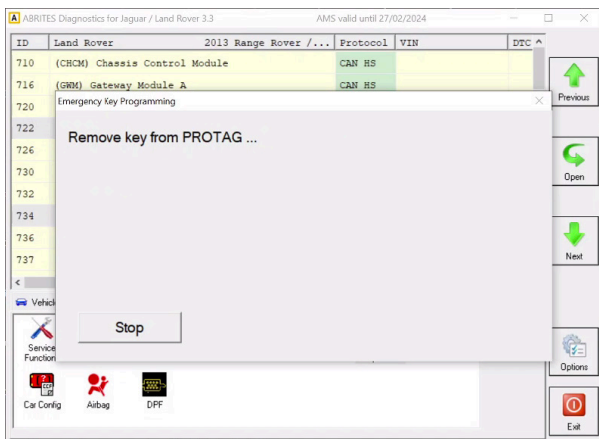 A ABRITES Diagnostics for Jaguar / Land Rover 3.3 AMS valid until 27/02/2024
ID Land Rover 2013 Range Rover /... Protocol VIN DTC
710 (CHCM) Chassis Control Module CAN HS
716 (GWM) Gateway Module A CAN HS
720
722
726
730
732
734
736
737
Emergency Key Programming
Remove key from PROTAG ...
Stop
Previous
Open
Next
Options
Exit
Service
Function
Car Config
Airbag
DPF